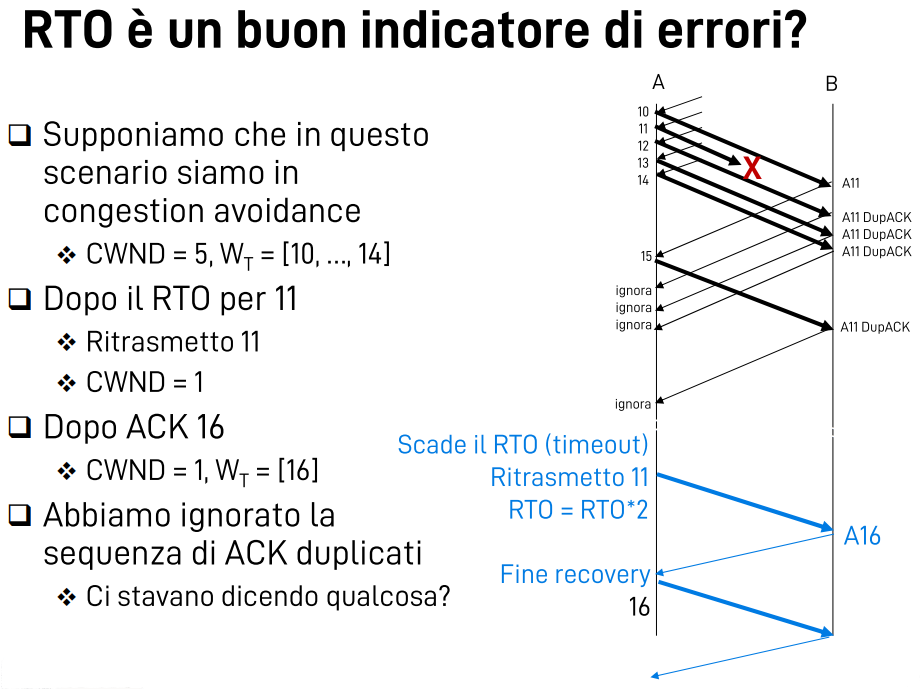 RTO è un buon indicatore di errori?
❑ Supponiamo che in questo
scenario siamo in
congestion avoidance
❖ CWND = 5, W_T = [10, ..., 14]
❑ Dopo il RTO per 11
❖ Ritrasmetto 11
❖ CWND = 1
❑ Dopo ACK 16
❖ CWND = 1, W_T = [16]
❑ Abbiamo ignorato la
sequenza di ACK duplicati
❖ Ci stavano dicendo qualcosa?
A
B
10
11
12
13
14
X
A11
A11 DupACK
A11 DupACK
A11 DupACK
15
ignora
ignora
ignora
A11 DupACK
ignora
Scade il RTO (timeout)
Ritrasmetto 11
RTO = RTO*2
A16
Fine recovery
16